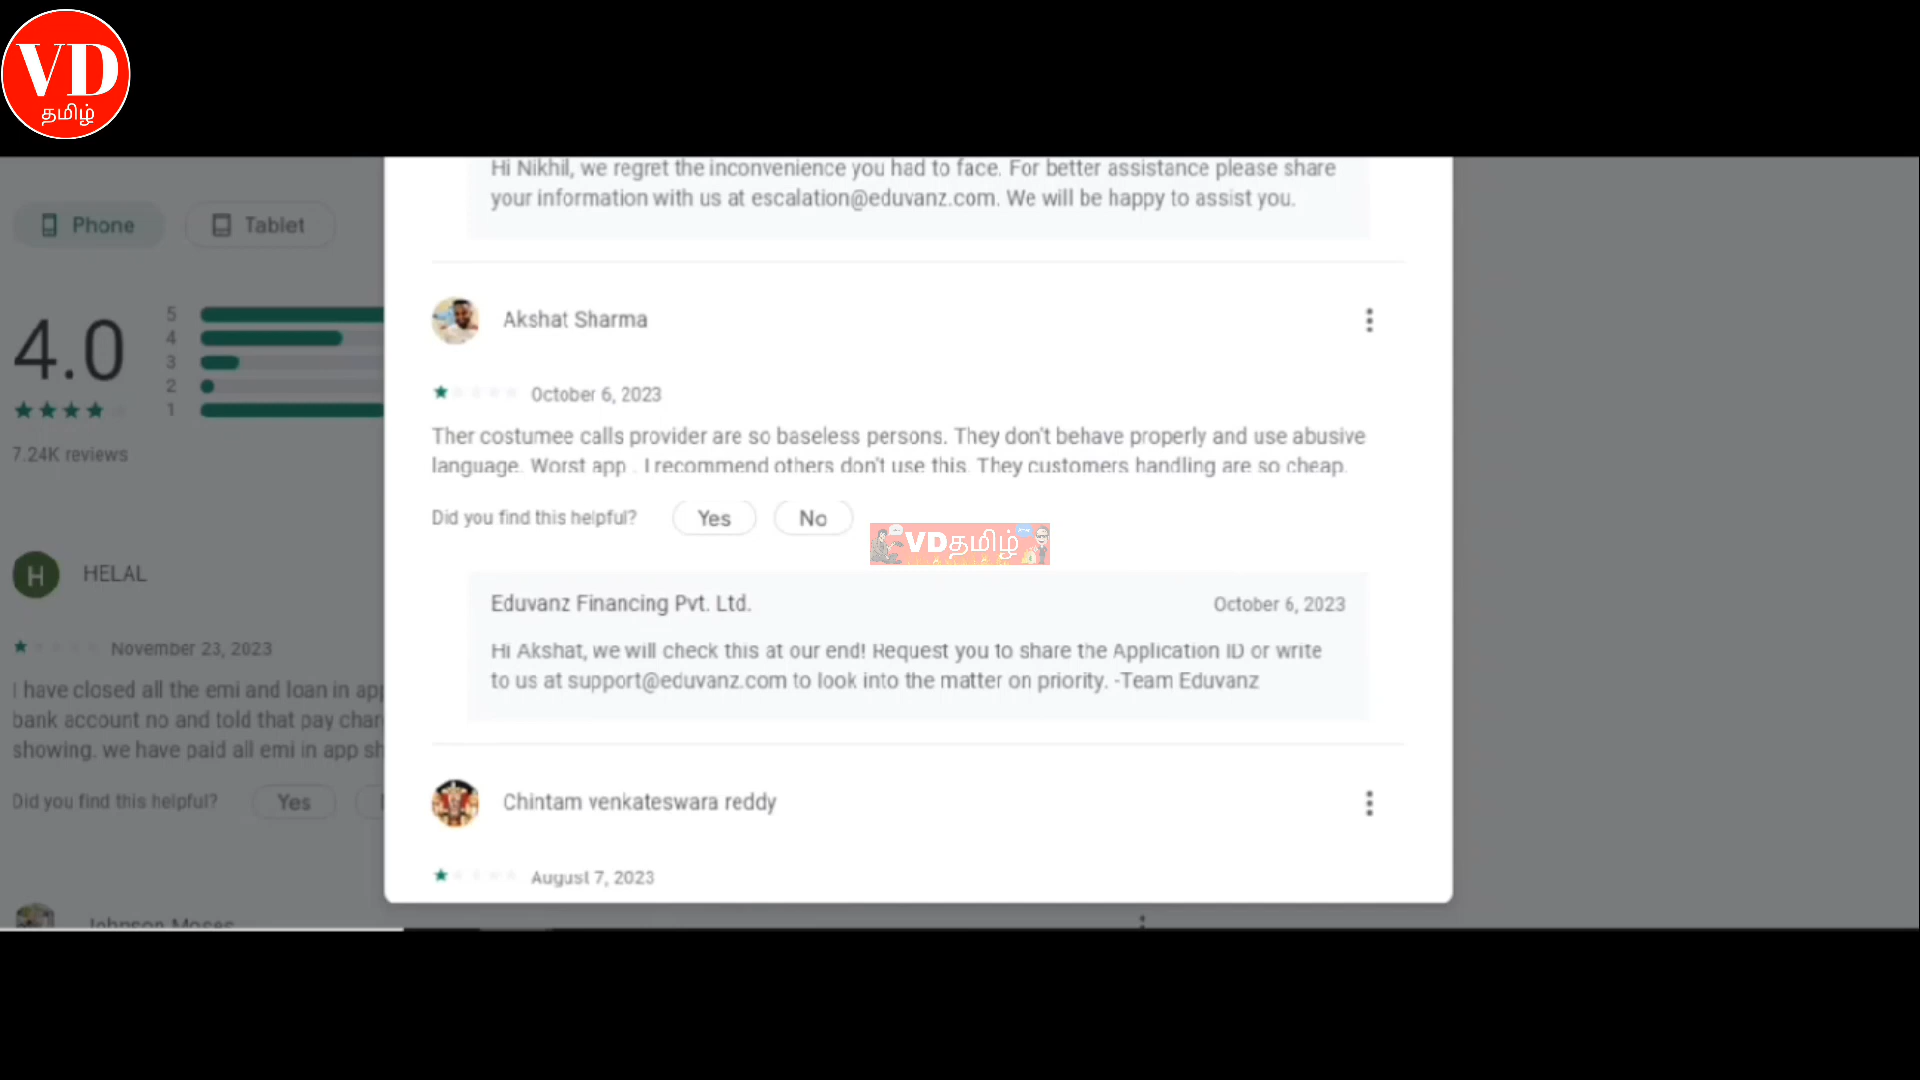 VD
தமிழ்
Hi Nikhil, we regret the inconvenience you had to face. For better assistance please share
your information with us at escalation@eduvanz.com. We will be happy to assist you.
Phone
Tablet
Akshat Sharma
4.0
5
4
3
2
1
7.24K reviews
October 6, 2023
Ther costumee calls provider are so baseless persons. They don't behave properly and use abusive
language. Worst app . I recommend others don't use this. They customers handling are so cheap.
Did you find this helpful?
Yes
No
VDதமிழ்
H
HELAL
November 23, 2023
I have closed all the emi and loan in app
bank account no and told that pay char
showing. we have paid all emi in app sh
Did you find this helpful?
Yes
Eduvanz Financing Pvt. Ltd.
October 6, 2023
Hi Akshat, we will check this at our end! Request you to share the Application ID or write
to us at support@eduvanz.com to look into the matter on priority. -Team Eduvanz
Chintam venkateswara reddy
August 7, 2023
Johnson Moses